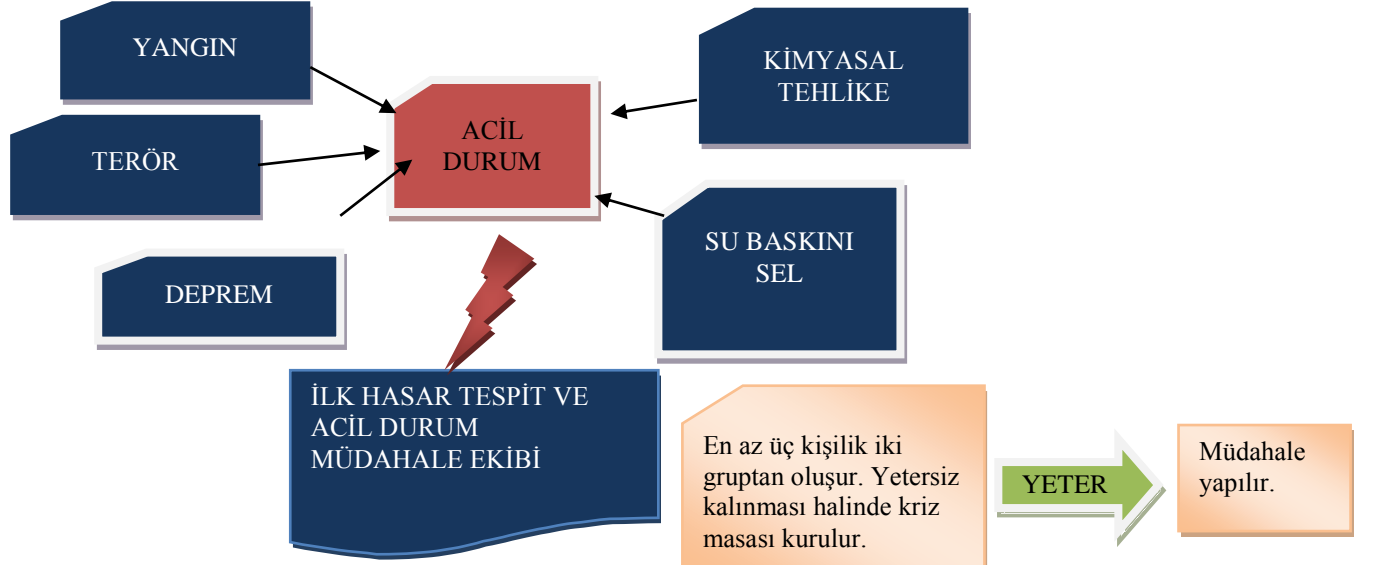 YANGIN
KİMYASAL
TEHLİKE
ACİL
DURUM
TERÖR
SU BASKINI
SEL
DEPREM
İLK HASAR TESPİT VE
ACİL DURUM
MÜDAHALE EKİBİ
En az üç kişilik iki
gruptan oluşur. Yetersiz
kalınması halinde kriz
masası kurulur.
YETER
Müdahale
yapılır.